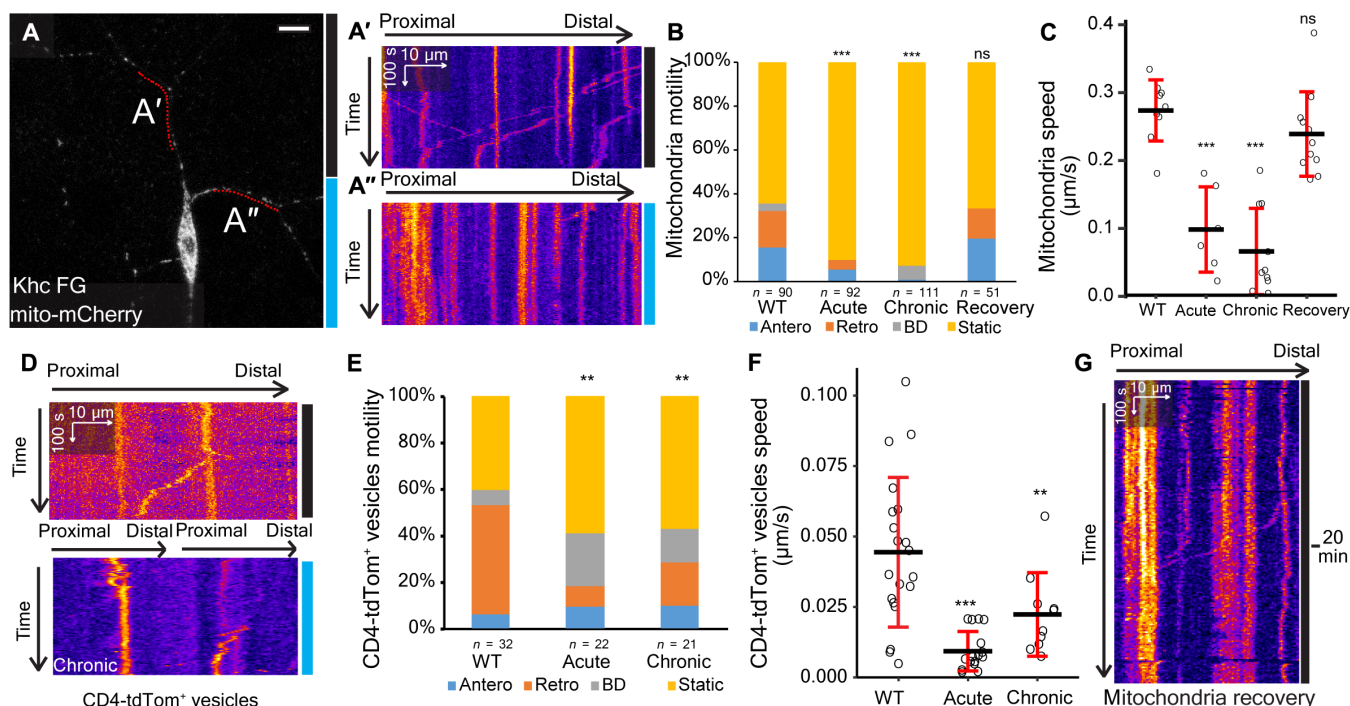 A
A′
A″
Khc FG
mito-mCherry
A′
Proximal
Distal
10 µm
100 s
Time
A″
Proximal
Distal
Time
B
Mitochondria motility
100%
80%
60%
40%
20%
0%
***
***
ns
n = 90
n = 92
n = 111
n = 51
WT
Acute
Chronic
Recovery
Antero
Retro
BD
Static
C
Mitochondria speed
(µm/s)
0.4
0.3
0.2
0.1
0.0
***
***
ns
WT
Acute
Chronic
Recovery
D
Proximal
Distal
10 µm
100 s
Time
Proximal
Distal
Proximal
Distal
Time
Chronic
CD4-tdTom⁺ vesicles
E
CD4-tdTom⁺ vesicles motility
100%
80%
60%
40%
20%
0%
**
**
n = 32
n = 22
n = 21
WT
Acute
Chronic
Antero
Retro
BD
Static
F
CD4-tdTom⁺ vesicles speed
(µm/s)
0.100
0.075
0.050
0.025
0.000
***
**
WT
Acute
Chronic
G
Proximal
Distal
10 µm
100 s
Time
20
min
Mitochondria recovery